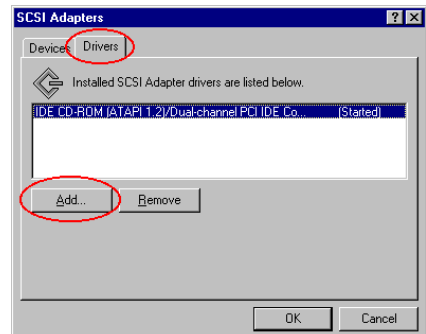 SCSI Adapters
Devices Drivers
Installed SCSI Adapter drivers are listed below.
IDE CD-ROM (ATAPI 1.2)/Dual-channel PCI IDE Co... (Started)
Add... Remove
OK Cancel